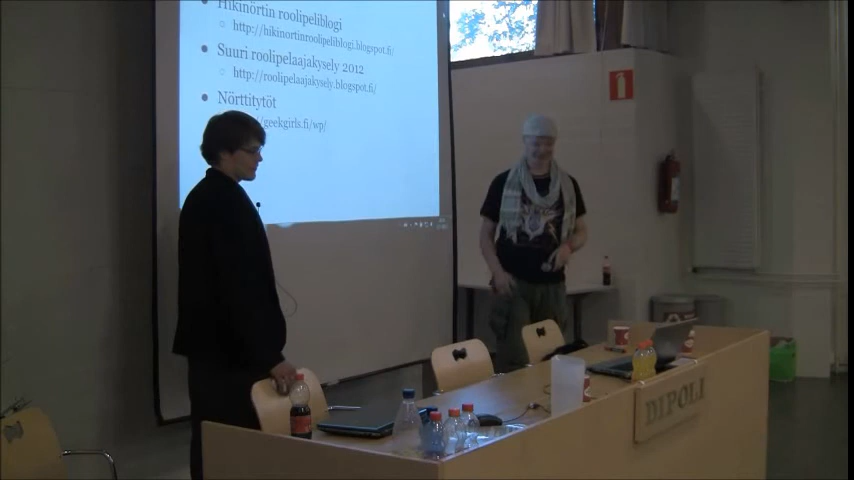 Hikinörtin roolipeliblogi
http://hikinortinroolipeliblogi.blogspot.fi/
Suuri roolipelaajakysely 2012
http://roolipelaajakysely.blogspot.fi/
Nörttitytöt
/geekgirls.fi/wp/
DIPOLI